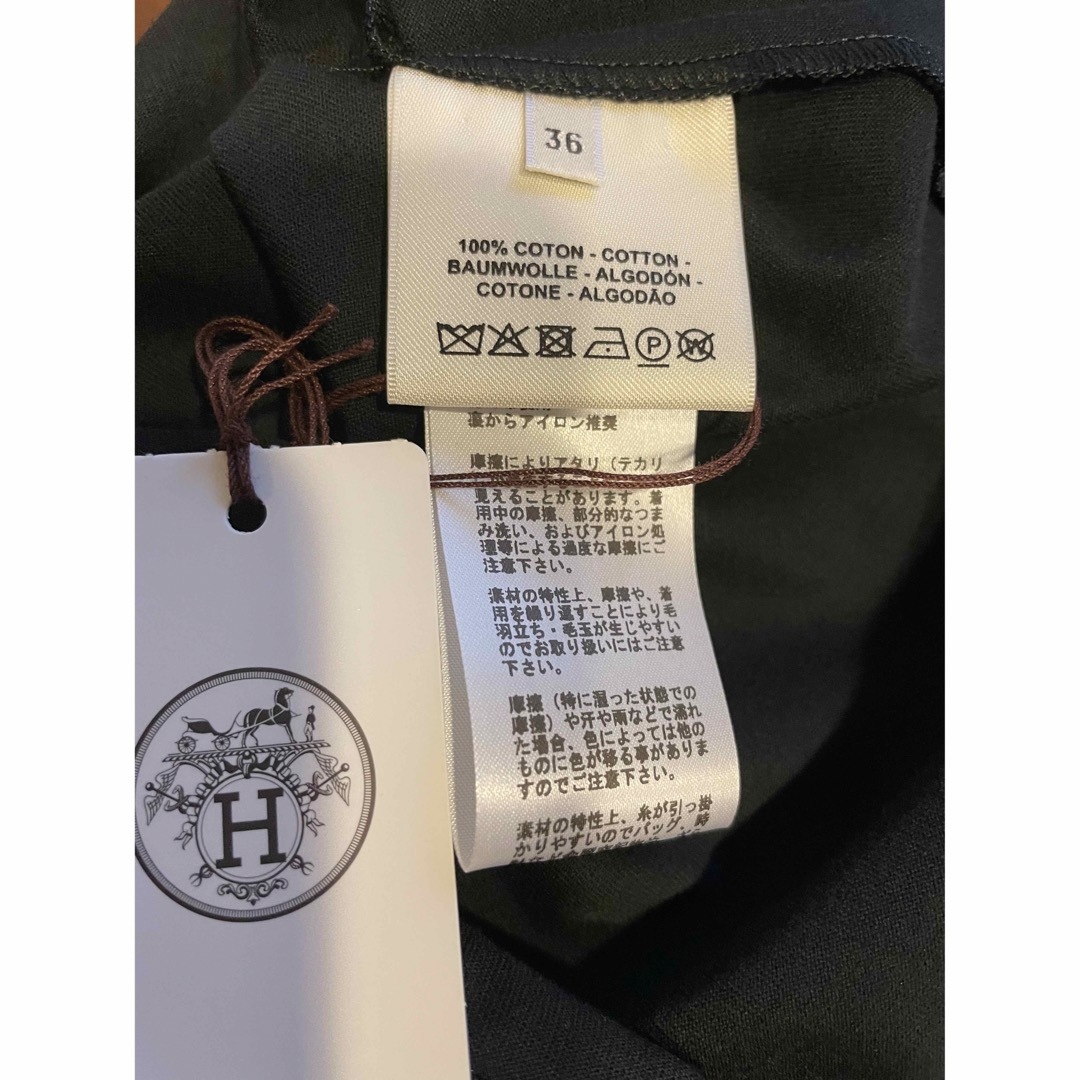 36
100% COTON - COTTON -
BAUMWOLLE - ALGODÓN -
COTONE - ALGODÃO
P
W
裏からアイロン推奨
摩擦によりアタリ（テカリ
見えることがあります。着
用中の摩擦、部分的なつま
み洗い、およびアイロン処
理等による過度な摩擦にご
注意下さい。
素材の特性上、摩擦や、着
用を繰り返すことにより毛
羽立ち・毛玉が生じやすい
のでお取り扱いにはご注意
下さい。
摩擦（特に湿った状態での
摩擦）や汗や雨などで濡れ
た場合、色によっては他の
ものに色が移る事がありま
すのでご注意下さい。
素材の特性上、糸が引っ掛
かりやすいのでバッグ、時
H